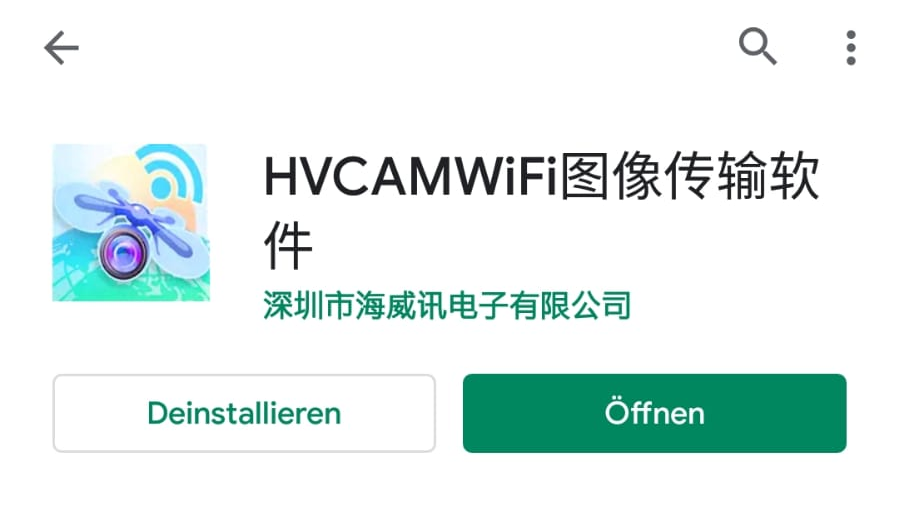 HVCAMWiFi图像传输软
件
深圳市海威讯电子有限公司
Deinstallieren
Öffnen